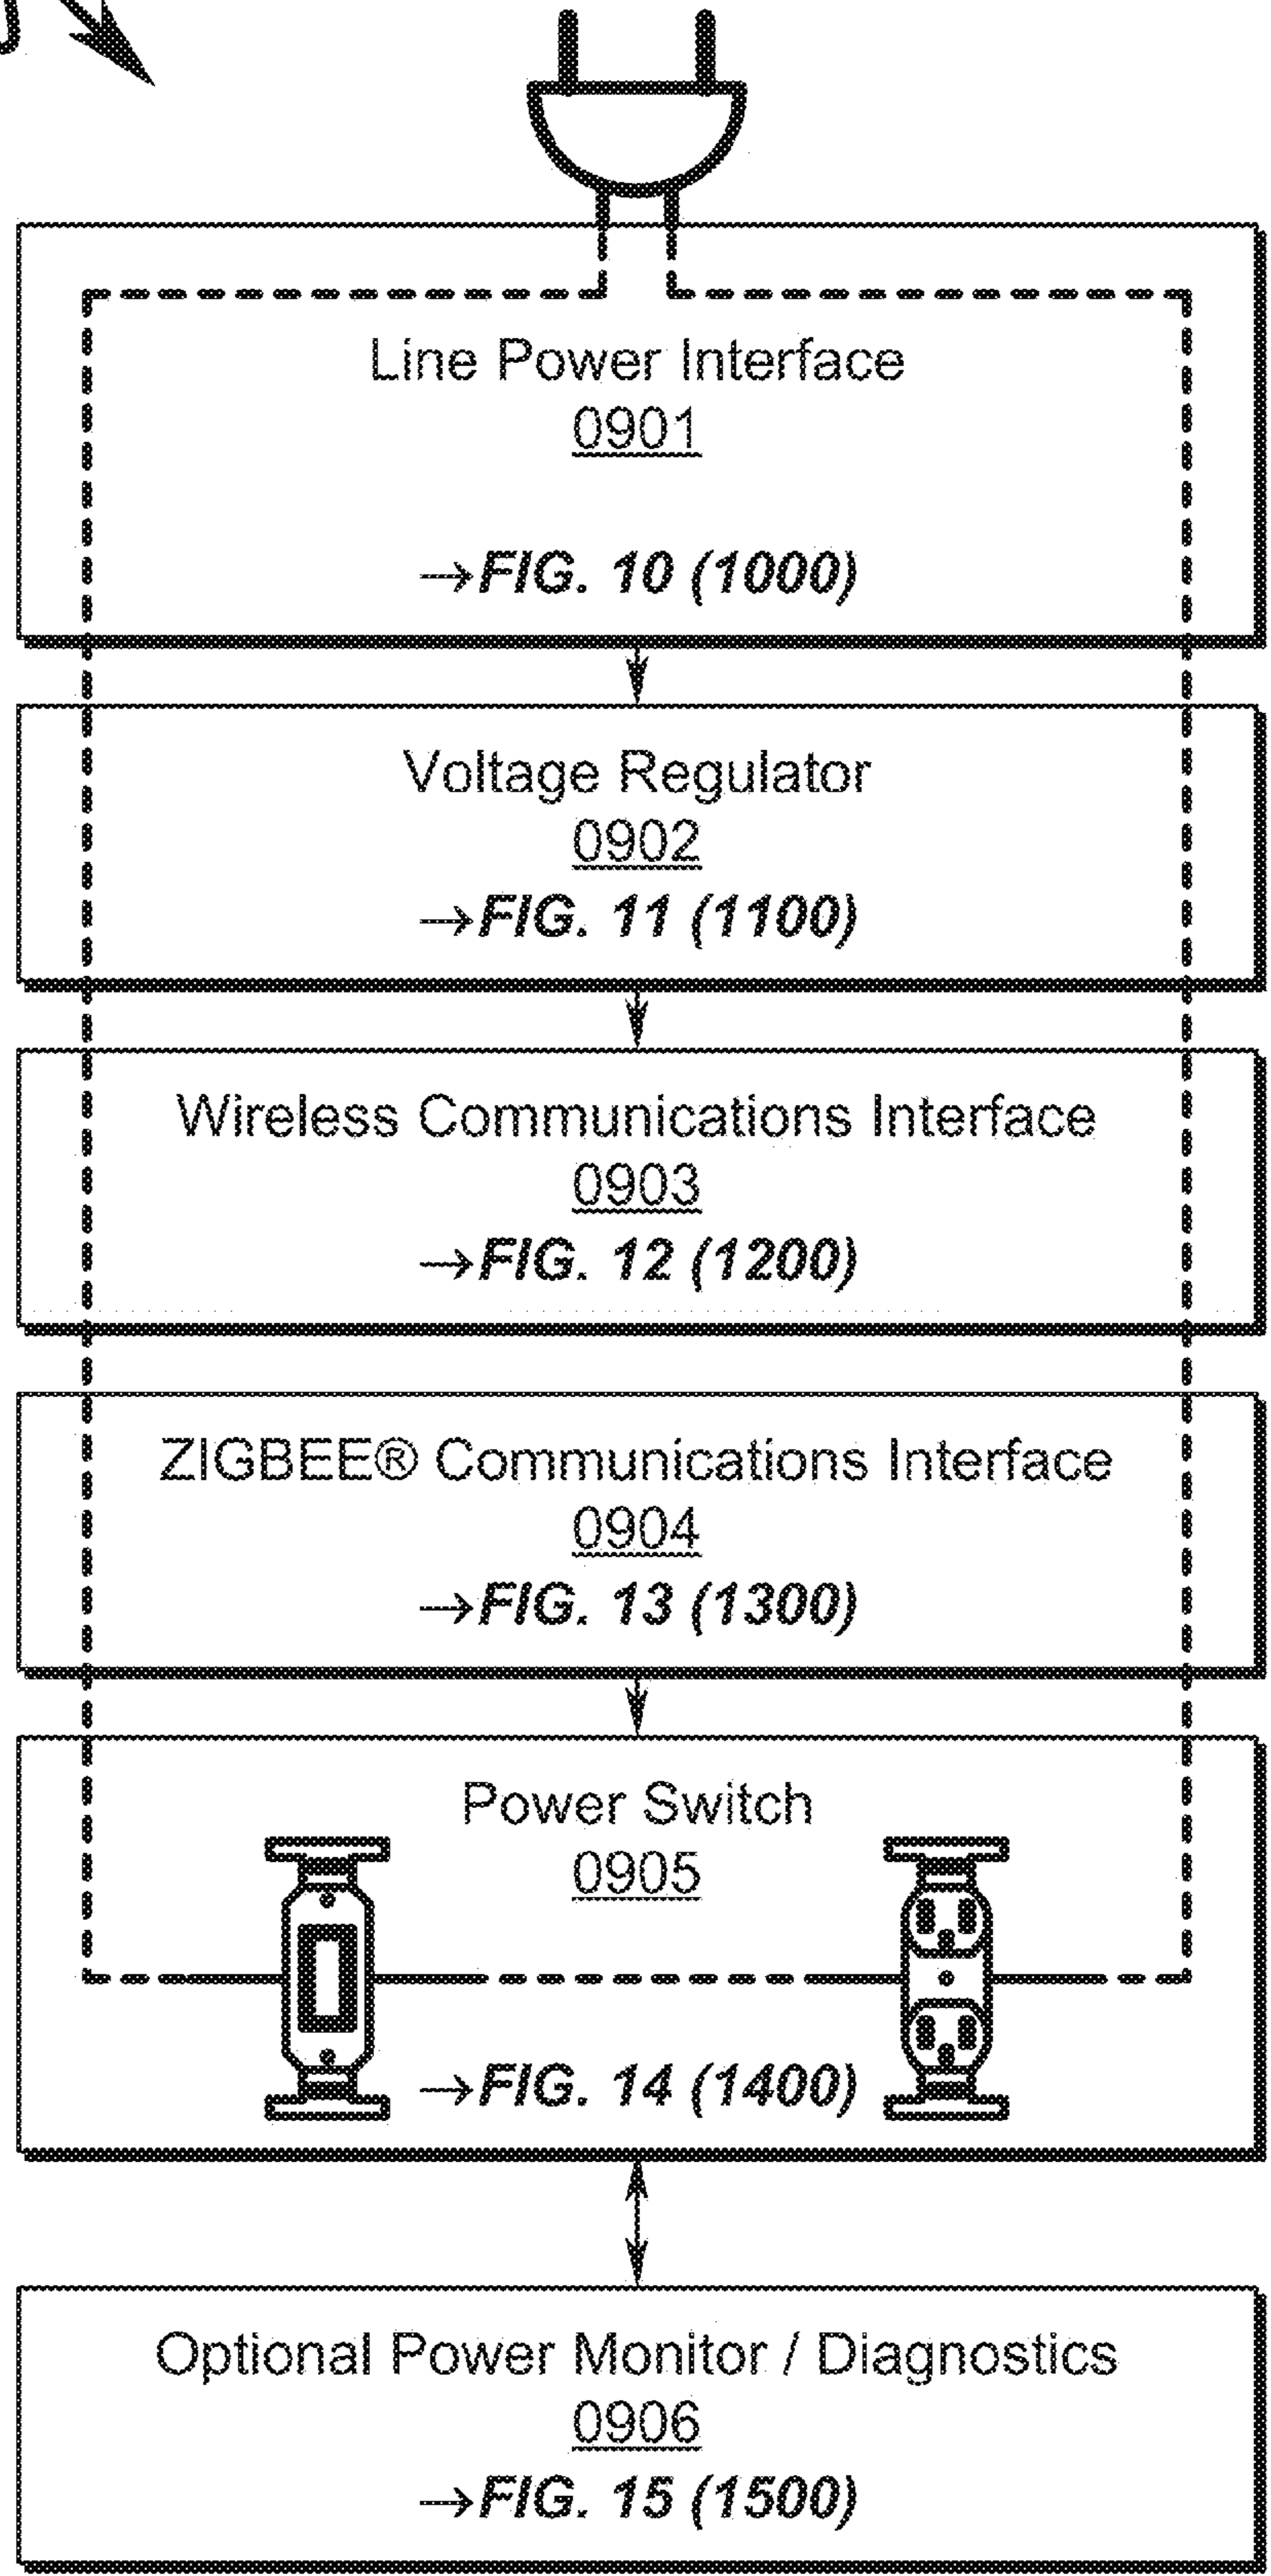 Line Power Interface
0901
→FIG. 10 (1000)
Voltage Regulator
0902
→FIG. 11 (1100)
Wireless Communications Interface
0903
→FIG. 12 (1200)
ZIGBEE® Communications Interface
0904
→FIG. 13 (1300)
Power Switch
0905
→FIG. 14 (1400)
Optional Power Monitor / Diagnostics
0906
→FIG. 15 (1500)